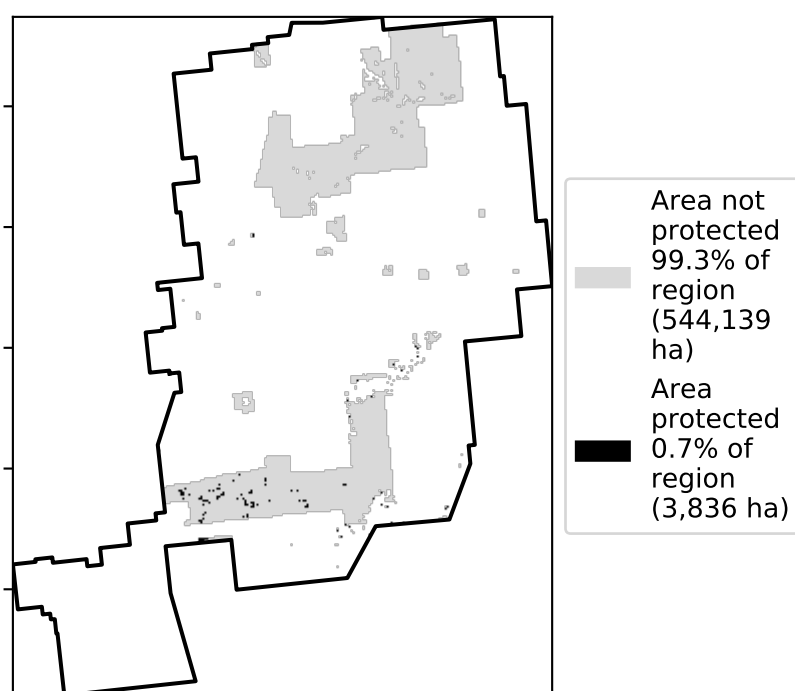 Area not
protected
99.3% of
region
(544,139
ha)
Area
protected
0.7% of
region
(3,836 ha)